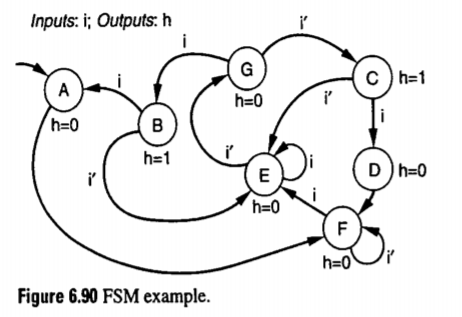 Inputs: i; Outputs: h
i'
i
G
C
h=1
A
i
h=0
i'
i
h=0
B
h=1
D
h=0
i'
i'
E
i
h=0
i
F
h=0
i'
Figure 6.90 FSM example.